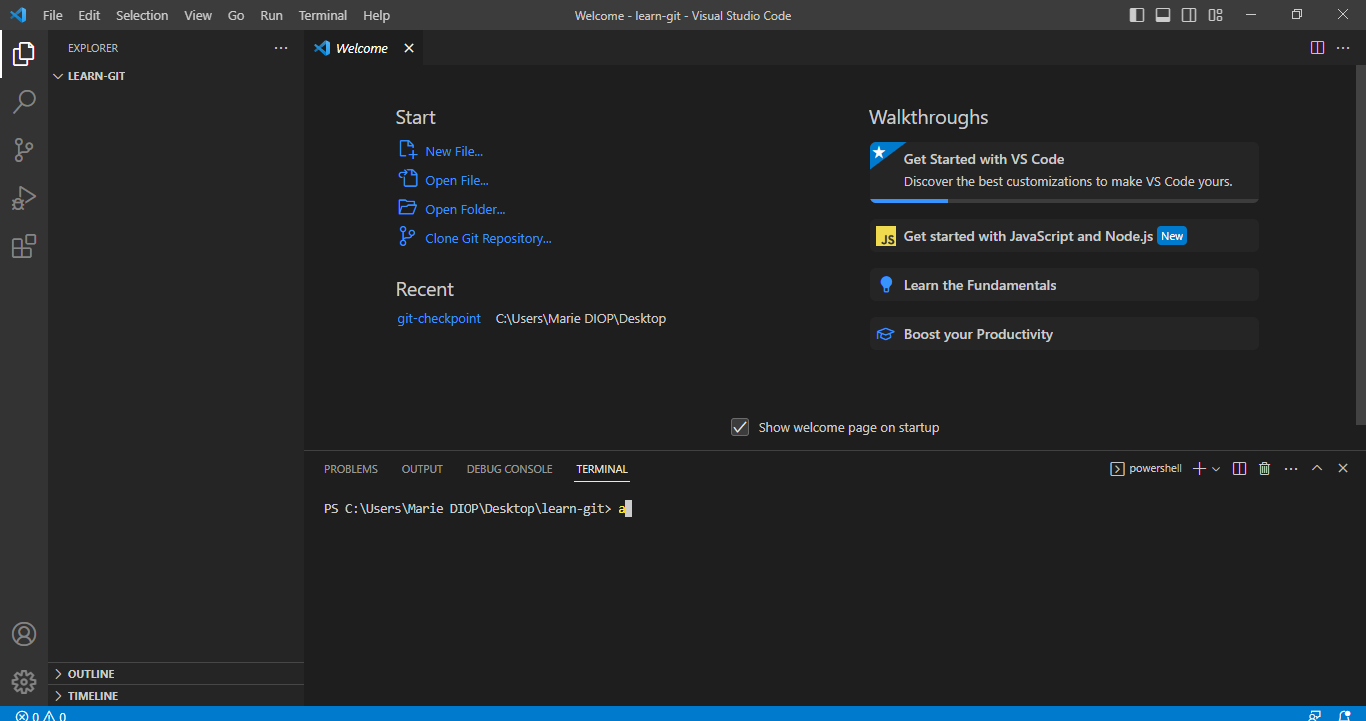 File Edit Selection View Go Run Terminal Help
Welcome - learn-git - Visual Studio Code
EXPLORER
LEARN-GIT
OUTLINE
TIMELINE
Welcome
Start
New File...
Open File...
Open Folder...
Clone Git Repository...
Recent
git-checkpoint C:\Users\Marie DIOP\Desktop
Walkthroughs
Get Started with VS Code
Discover the best customizations to make VS Code yours.
JS Get started with JavaScript and Node.js New
Learn the Fundamentals
Boost your Productivity
Show welcome page on startup
PROBLEMS OUTPUT DEBUG CONSOLE TERMINAL
powershell
PS C:\Users\Marie DIOP\Desktop\learn-git> a
0 0